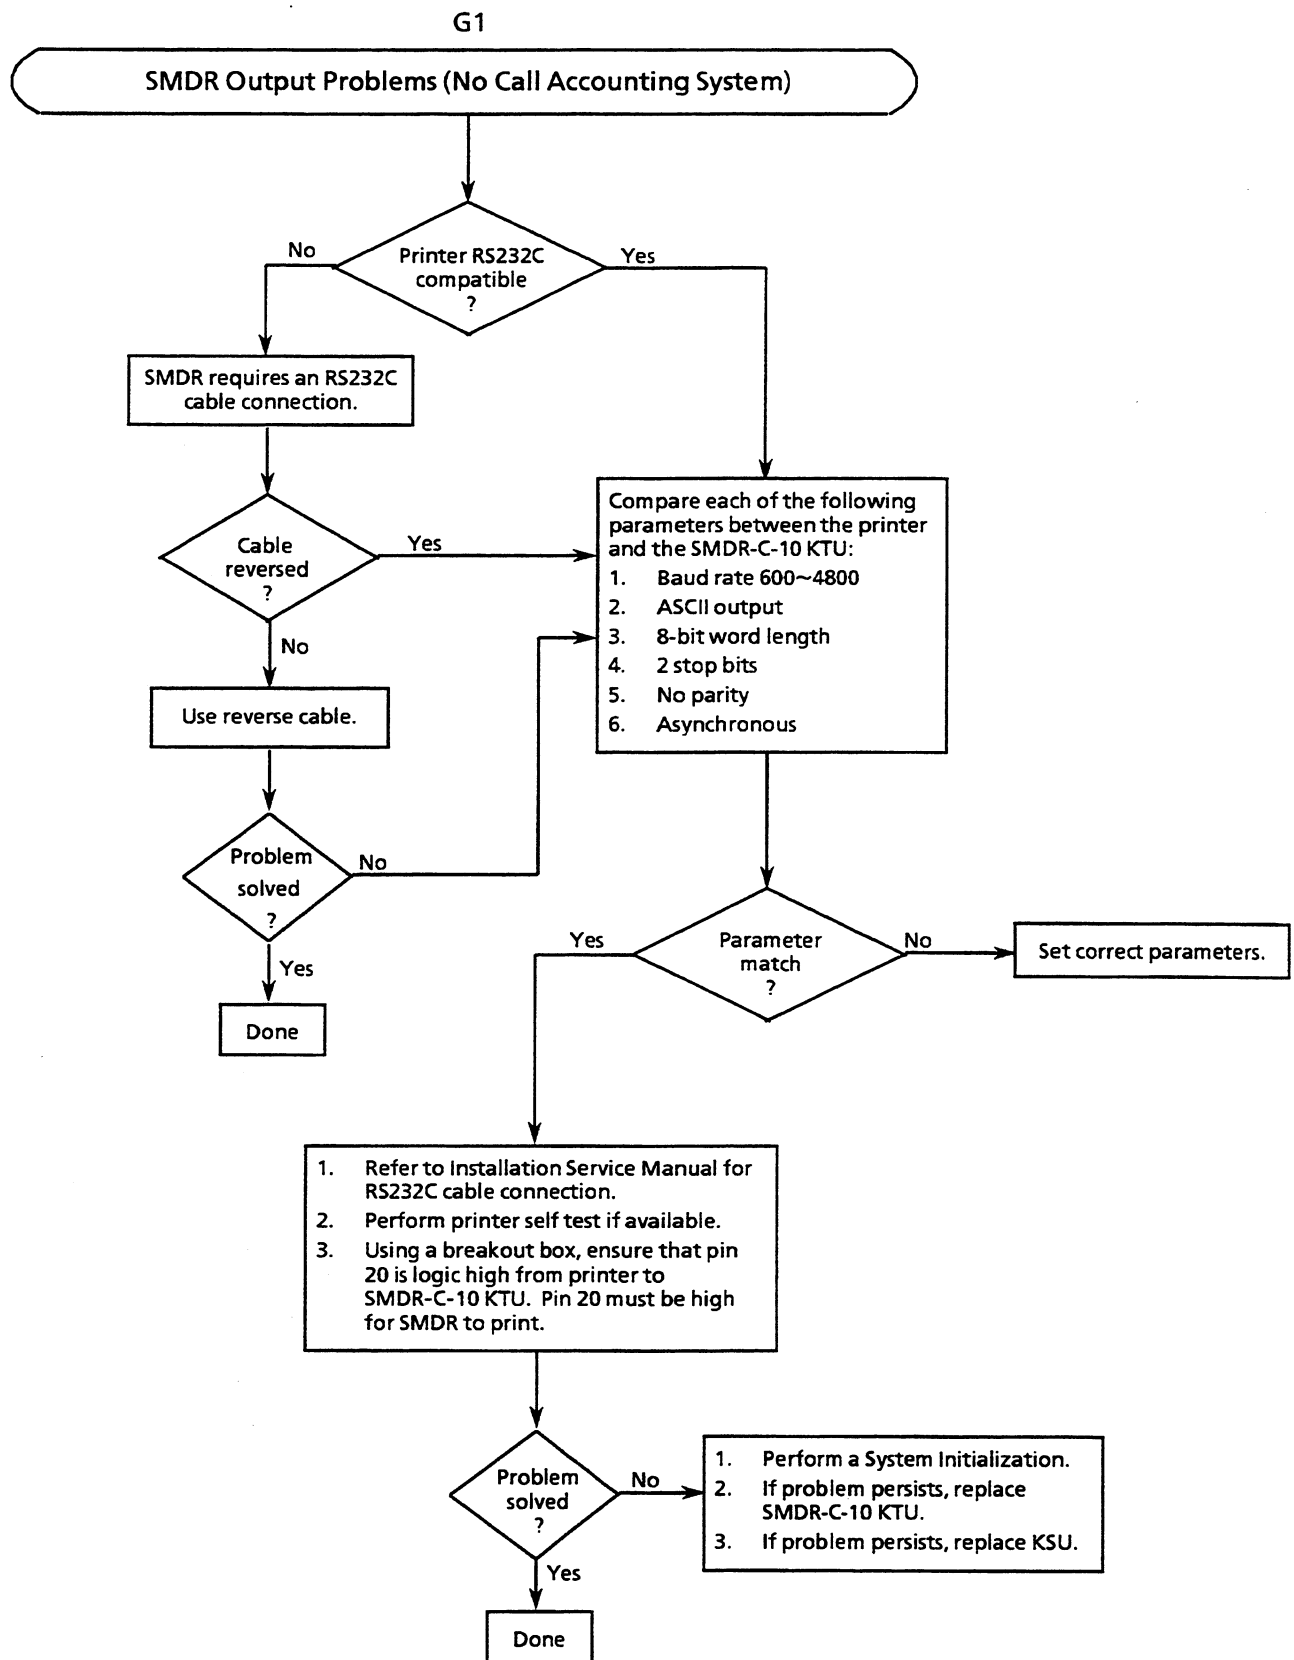 G1
SMDR Output Problems (No Call Accounting System)
No
Printer RS232C
compatible
?
Yes
SMDR requires an RS232C
cable connection.
Cable
reversed
?
Yes
No
Compare each of the following
parameters between the printer
and the SMDR-C-10 KTU:
1. Baud rate 600~4800
2. ASCII output
3. 8-bit word length
4. 2 stop bits
5. No parity
6. Asynchronous
Use reverse cable.
Problem
solved
?
No
Yes
Done
Yes
Parameter
match
?
No
Set correct parameters.
1. Refer to Installation Service Manual for
RS232C cable connection.
2. Perform printer self test if available.
3. Using a breakout box, ensure that pin
20 is logic high from printer to
SMDR-C-10 KTU. Pin 20 must be high
for SMDR to print.
Problem
solved
?
No
Yes
1. Perform a System Initialization.
2. If problem persists, replace
SMDR-C-10 KTU.
3. If problem persists, replace KSU.
Done